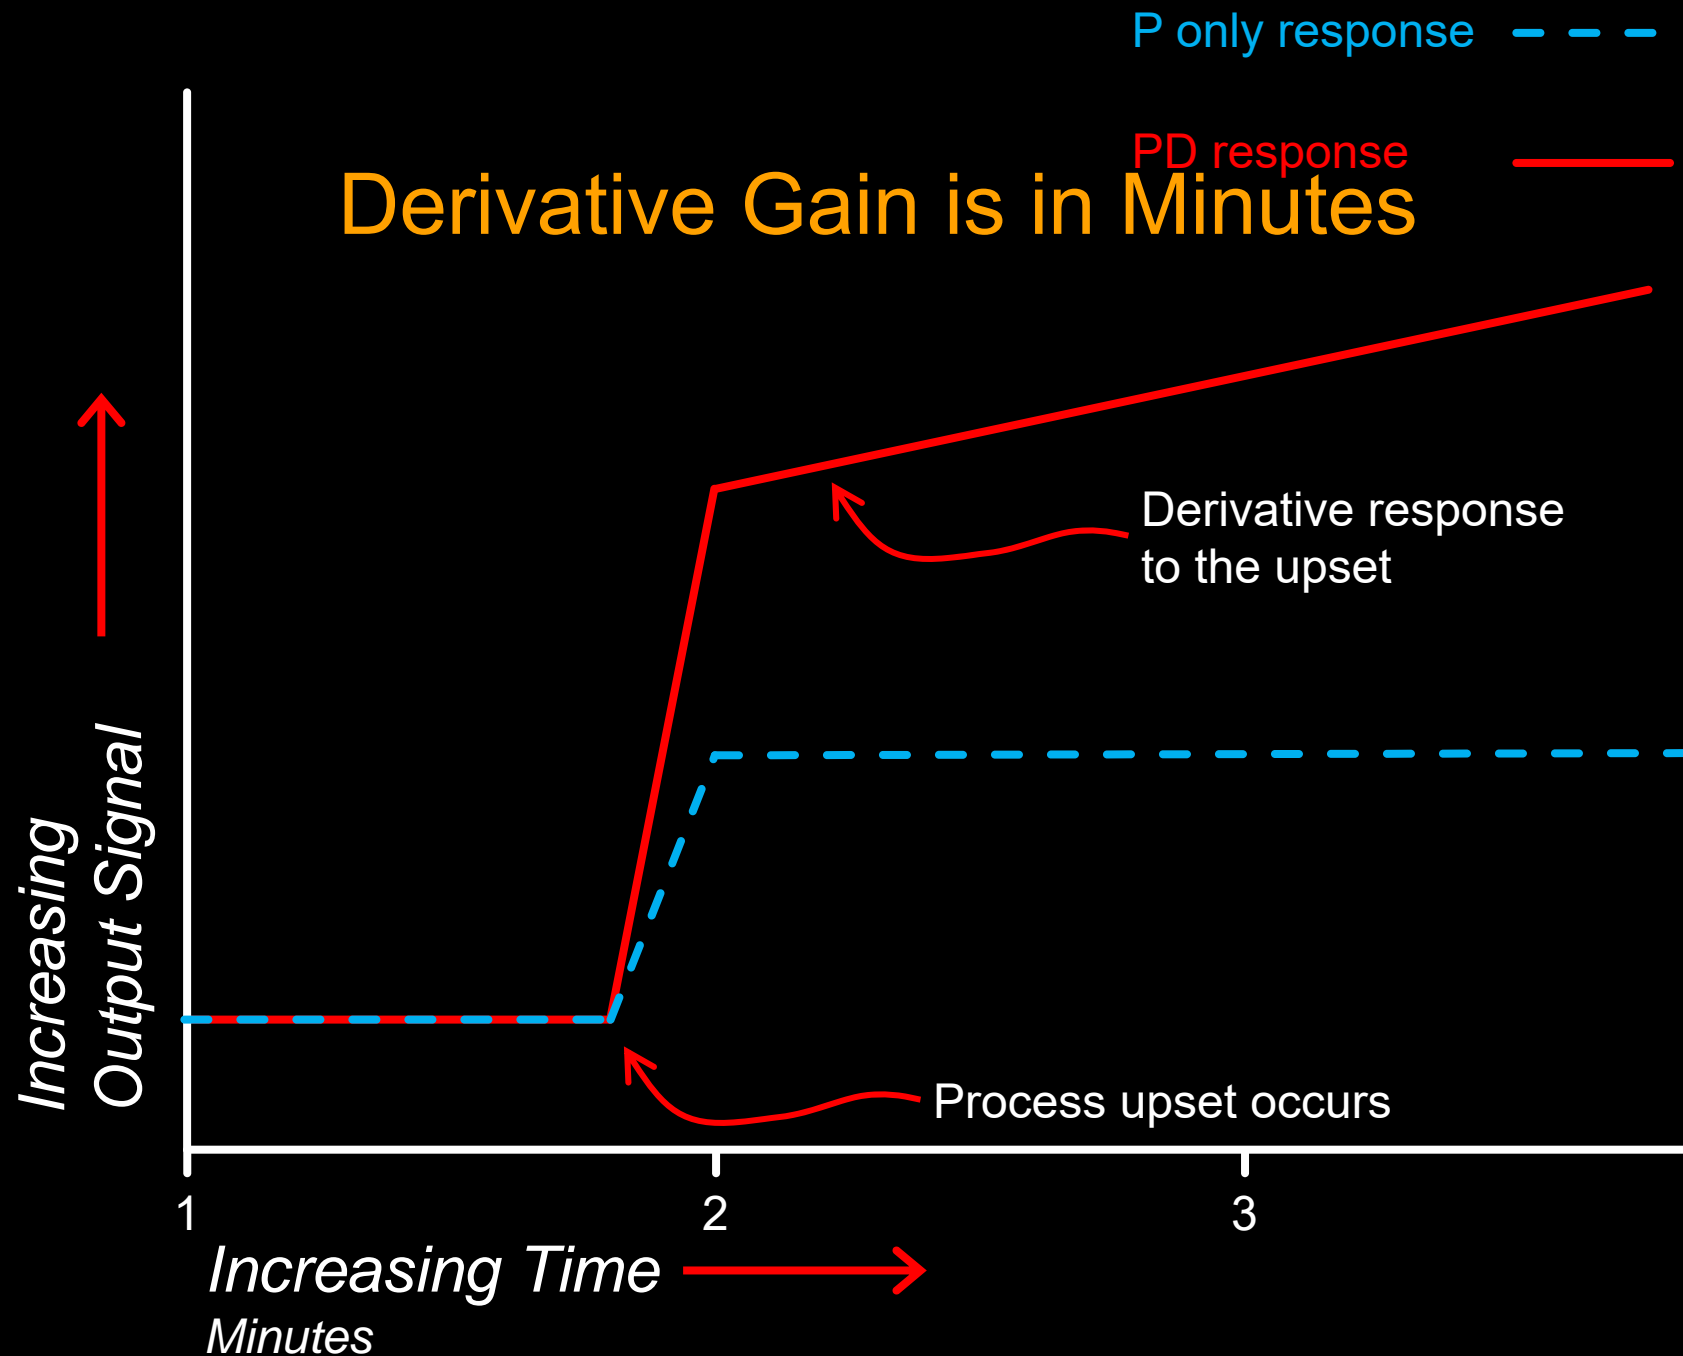 P only response
PD response
Derivative Gain is in Minutes
Derivative response
to the upset
Increasing
Output Signal
Process upset occurs
1
2
3
Increasing Time
Minutes